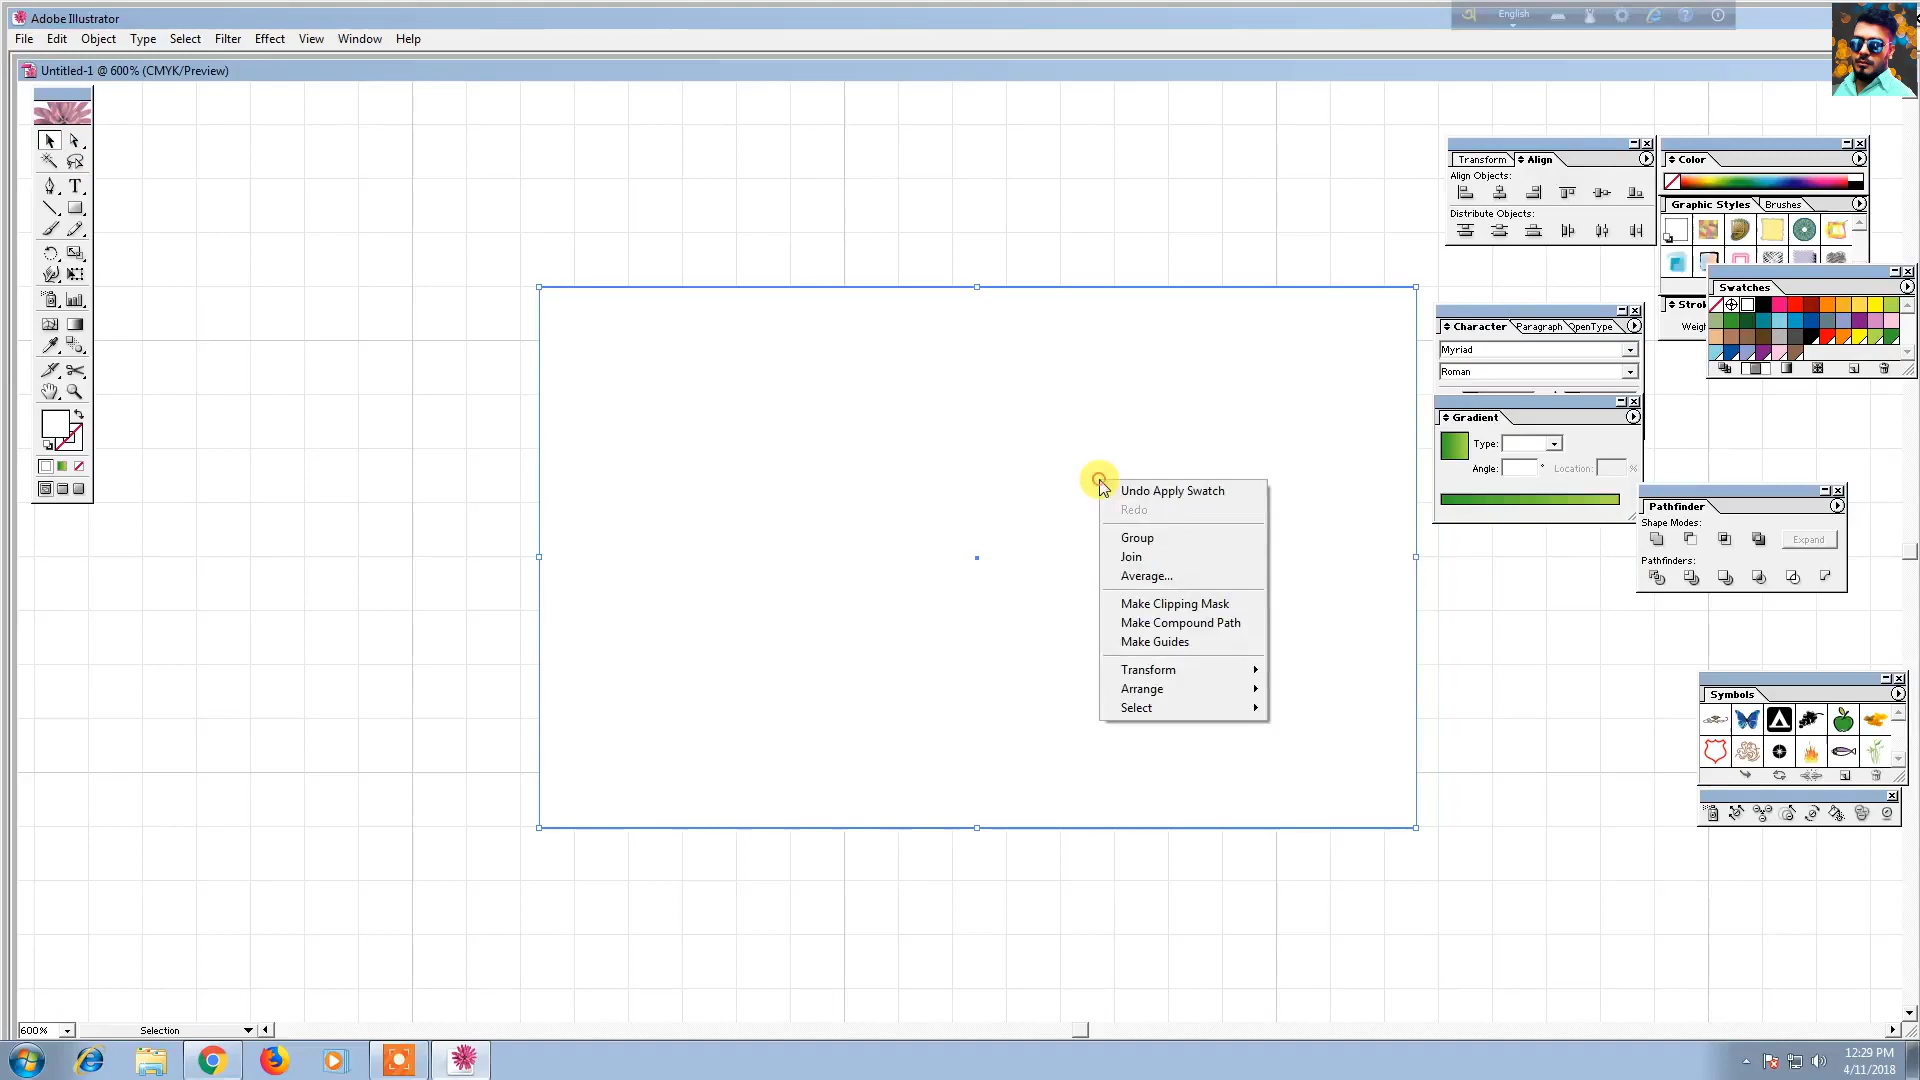 Adobe Illustrator
English
File Edit Object Type Select Filter Effect View Window Help
Untitled-1 @ 600% (CMYK/Preview)
Transform Align
Align Objects:
Distribute Objects:
Color
Graphic Styles Brushes
Swatches
Character Paragraph OpenType
Myriad
Roman
Gradient
Type:
Angle: ° Location: %
Undo Apply Swatch
Redo
Group
Join
Average...
Make Clipping Mask
Make Compound Path
Make Guides
Transform
Arrange
Select
Pathfinder
Shape Modes:
Expand
Pathfinders:
Symbols
600% Selection
12:29 PM
4/11/2018